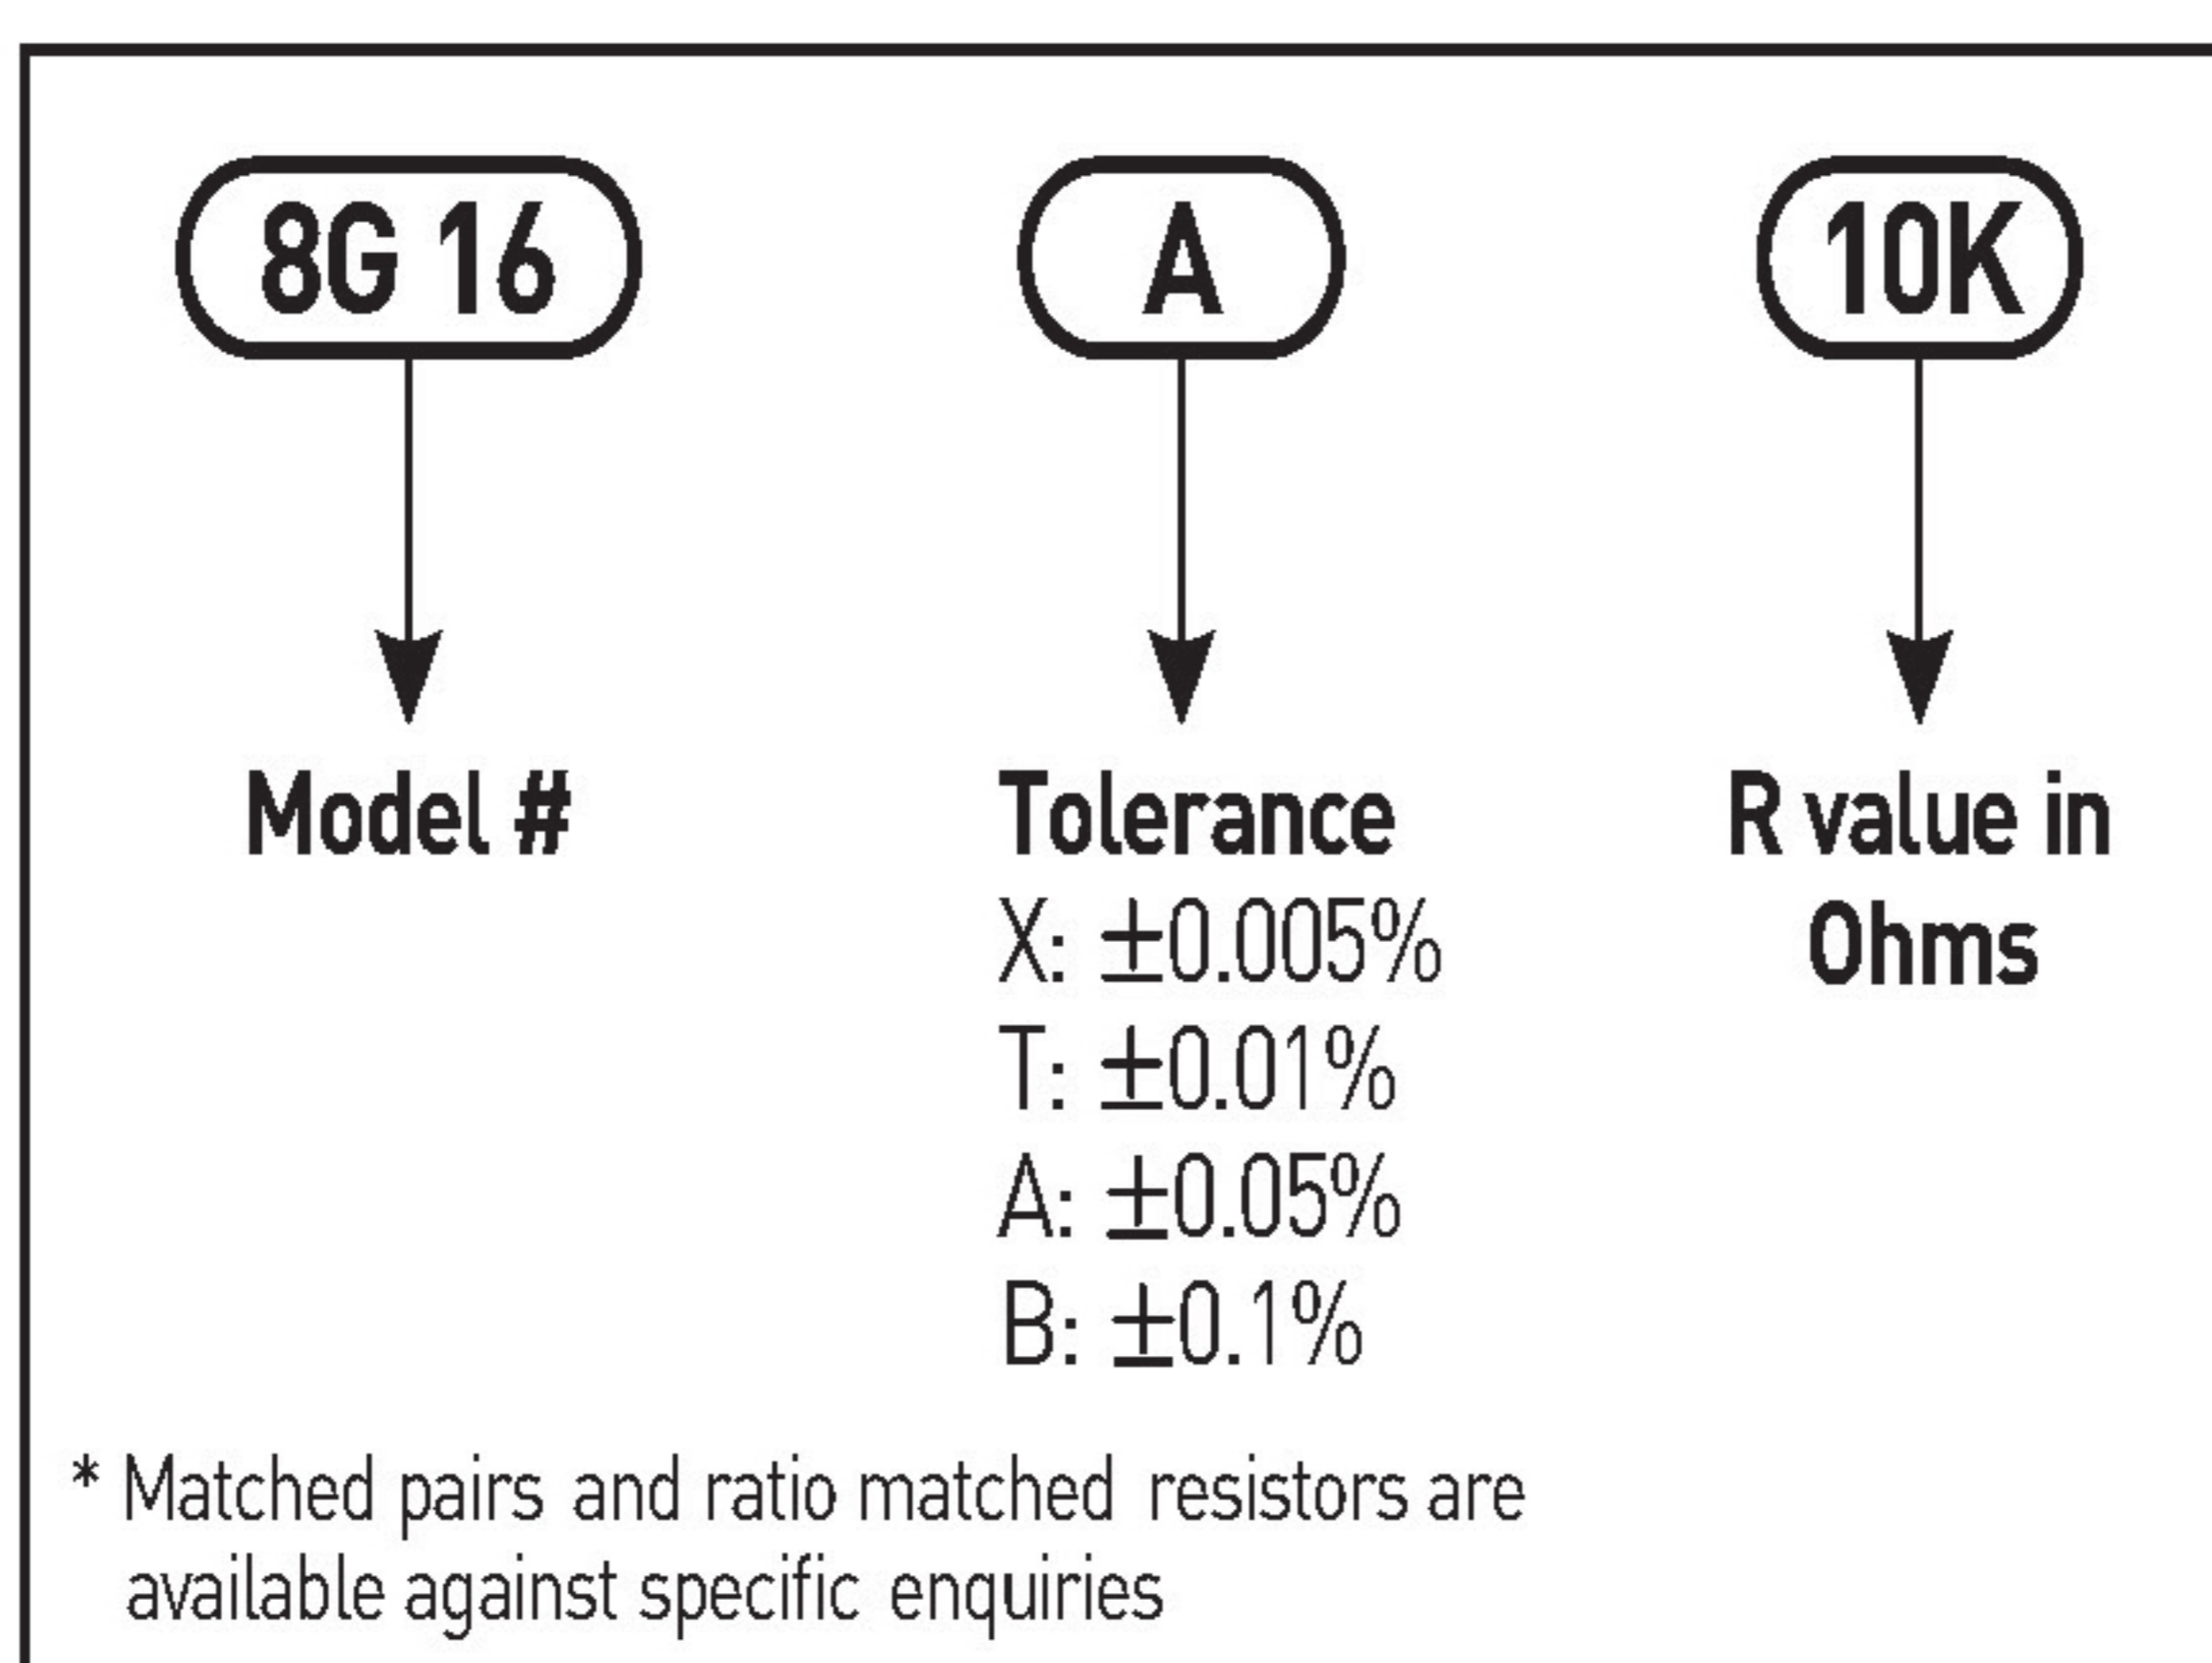 8G 16 A 10K
Model # Tolerance R value in
X: ±0.005% Ohms
T: ±0.01%
A: ±0.05%
B: ±0.1%
* Matched pairs and ratio matched resistors are
available against specific enquiries